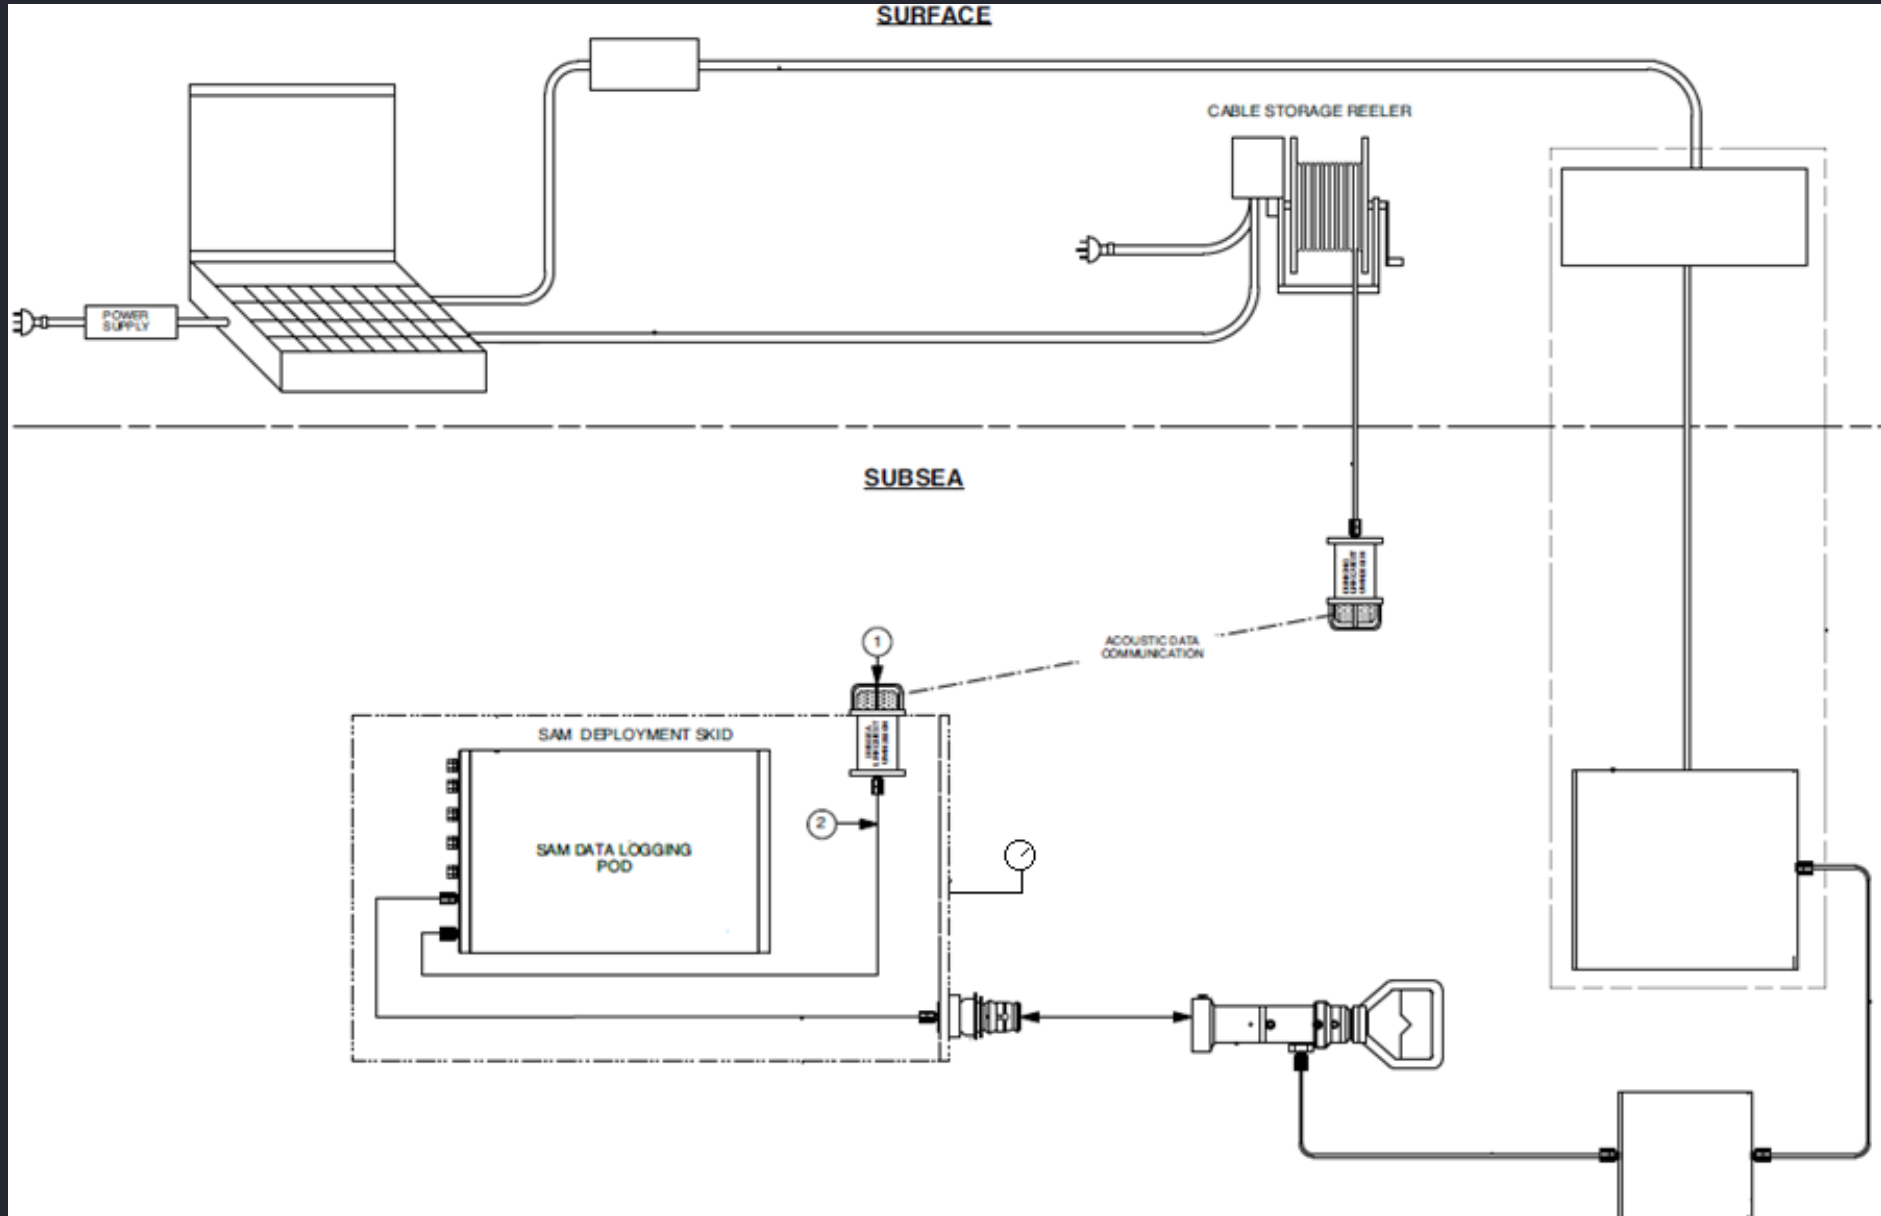 SURFACE
CABLE STORAGE REELER
POWER
SUPPLY
SUBSEA
ACOUSTIC DATA
COMMUNICATION
1
SAM DEPLOYMENT SKID
2
SAM DATA LOGGING
POD